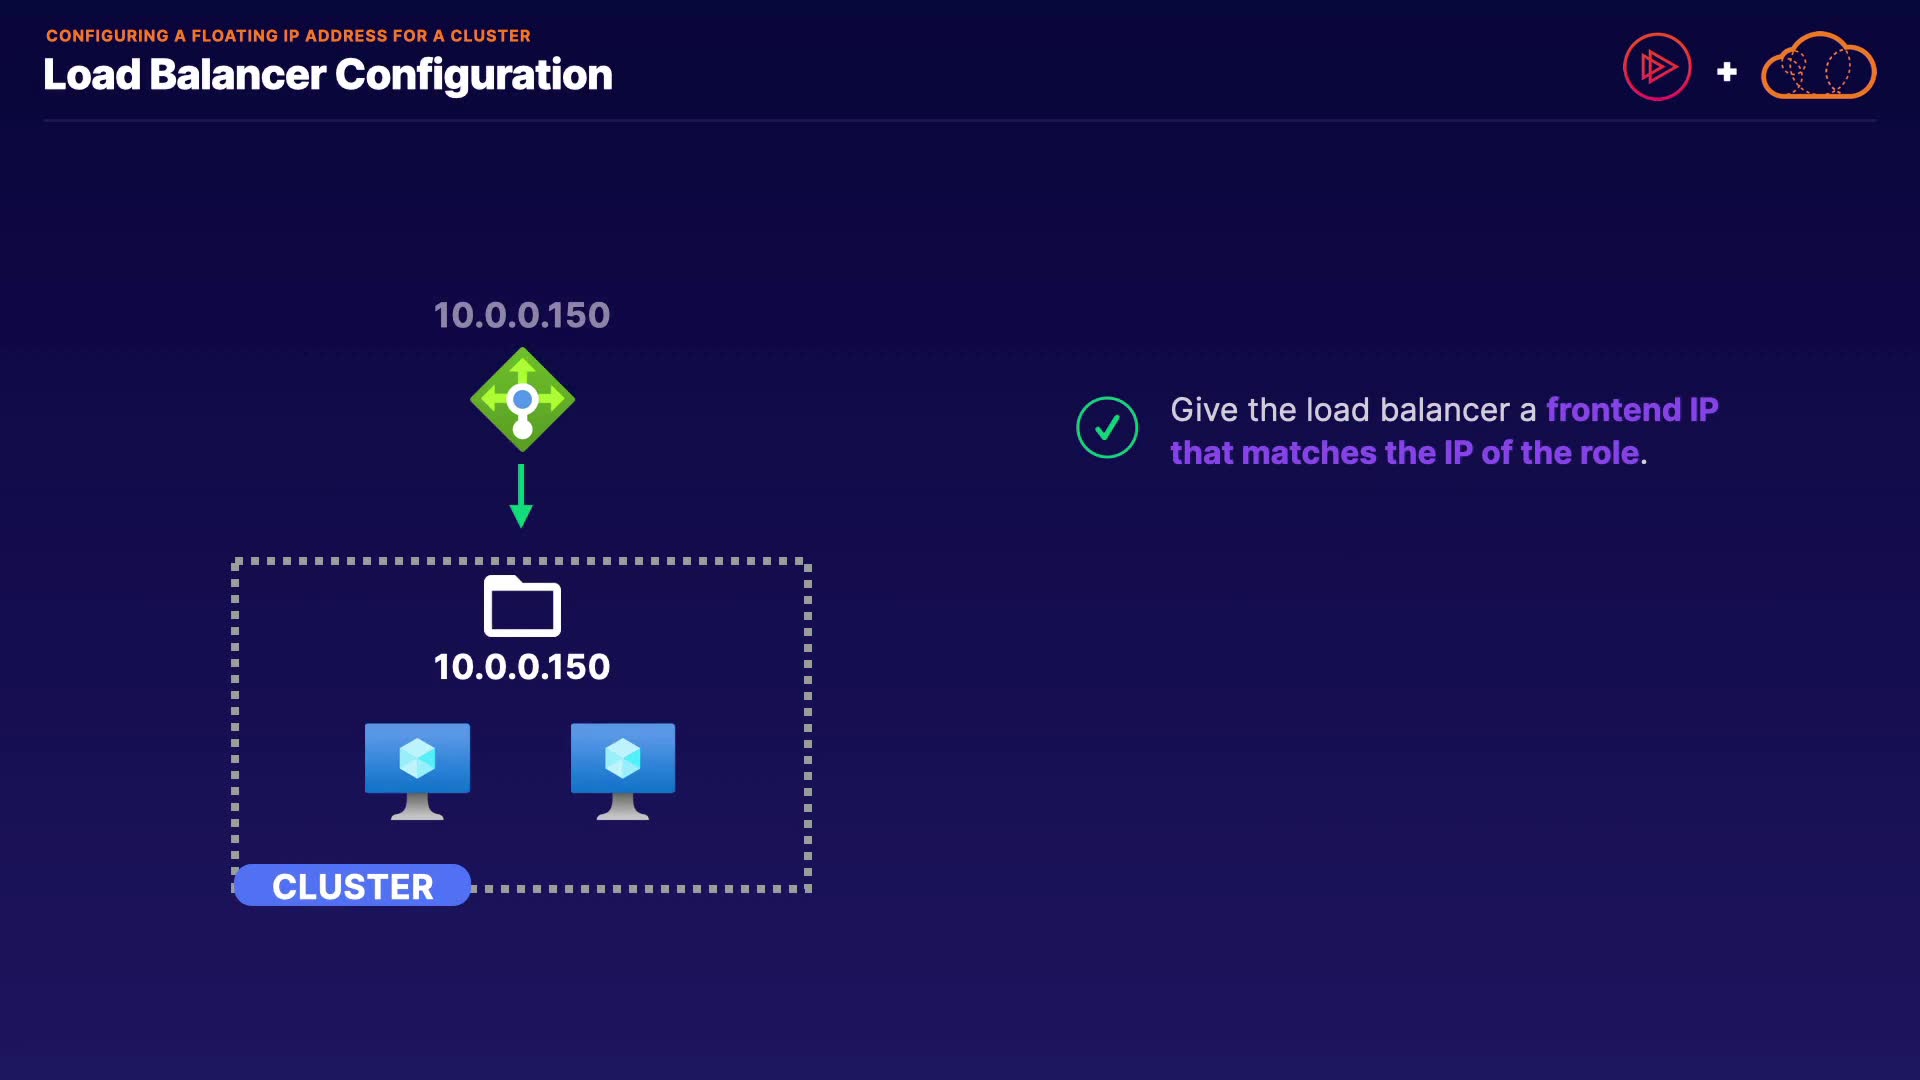 CONFIGURING A FLOATING IP ADDRESS FOR A CLUSTER
Load Balancer Configuration
+
10.0.0.150
Give the load balancer a frontend IP
that matches the IP of the role.
10.0.0.150
CLUSTER